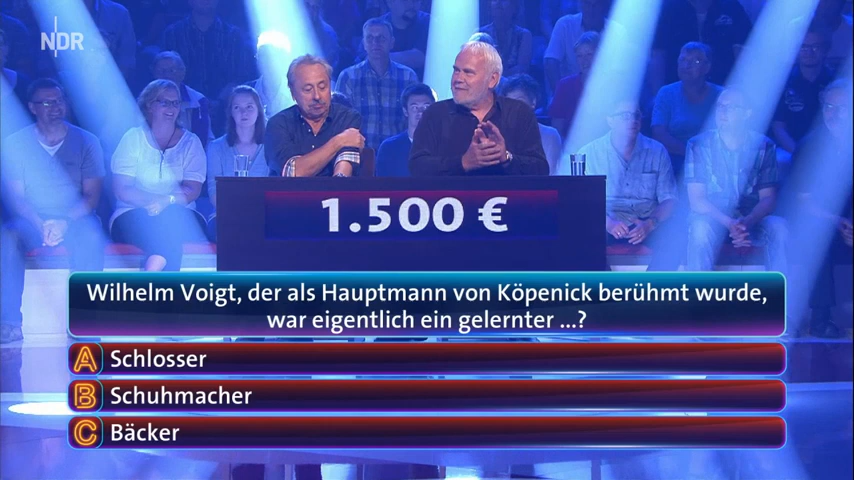 NDR
1.500 €
Wilhelm Voigt, der als Hauptmann von Köpenick berühmt wurde,
war eigentlich ein gelernter ...?
A Schlosser
B Schuhmacher
C Bäcker